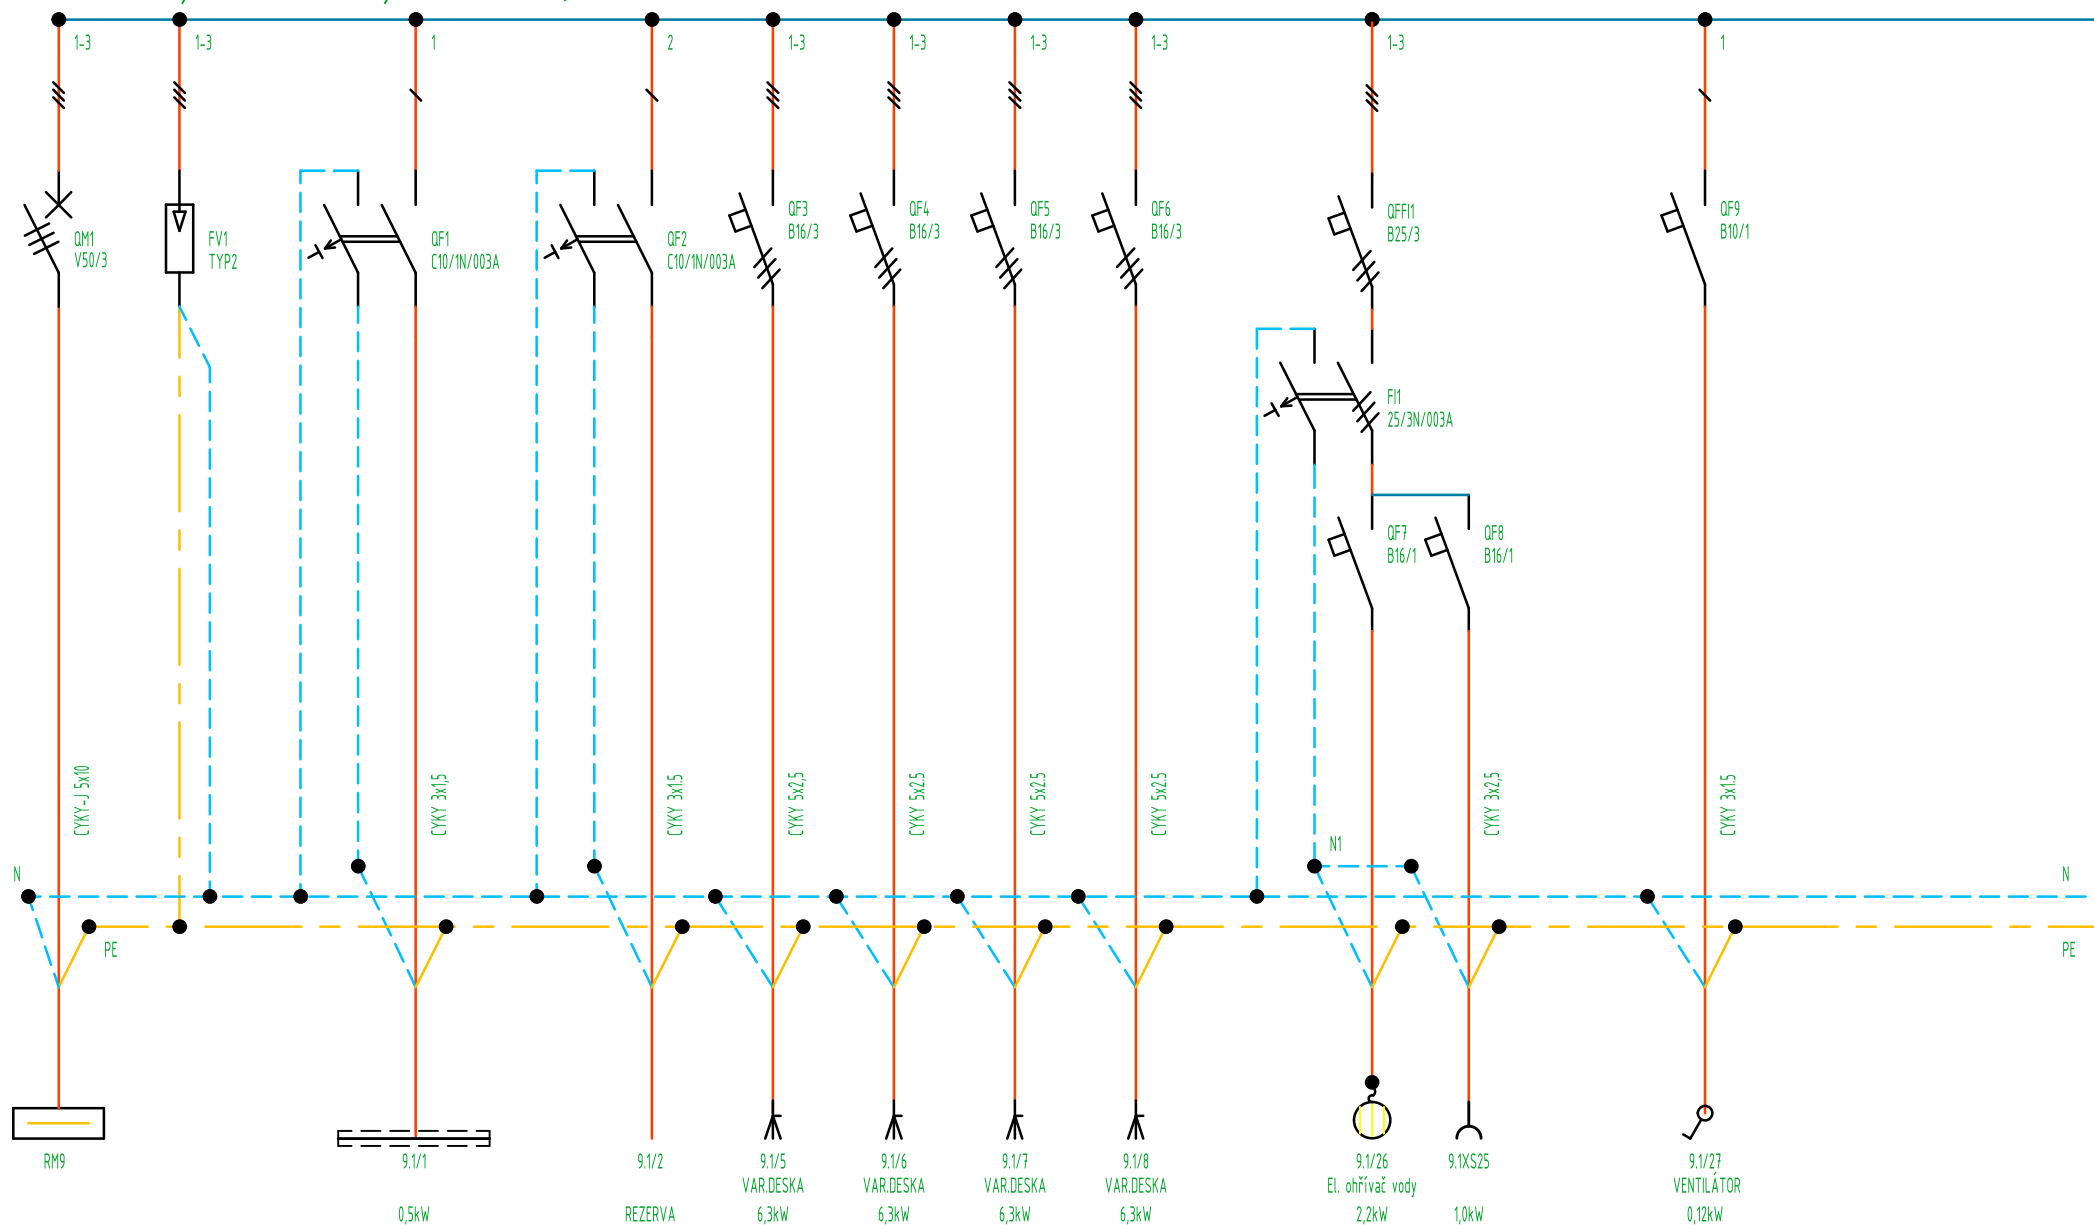 1-3
1-3
1
2
1-3
1-3
1-3
1-3
1-3
1
QM1
V50/3
FV1
TYP2
QF1
C10/1N/003A
QF2
C10/1N/003A
QF3
B16/3
QF4
B16/3
QF5
B16/3
QF6
B16/3
QFFI1
B25/3
QF9
B10/1
FI1
25/3N/003A
QF7
B16/1
QF8
B16/1
CYKY-J 5x10
CYKY 3x1,5
CYKY 3x1.5
CYKY 5x2,5
CYKY 5x2.5
CYKY 5x2.5
CYKY 5x2.5
CYKY 3x2,5
CYKY 3x1.5
N1
N
N
PE
PE
RM9
9.1/1
0,5kW
9.1/2
REZERVA
9.1/5
VAR.DESKA
6,3kW
9.1/6
VAR.DESKA
6,3kW
9.1/7
VAR.DESKA
6,3kW
9.1/8
VAR.DESKA
6,3kW
9.1/26
El. ohřívač vody
2,2kW
9.1XS25
1,0kW
9.1/27
VENTILÁTOR
0,12kW